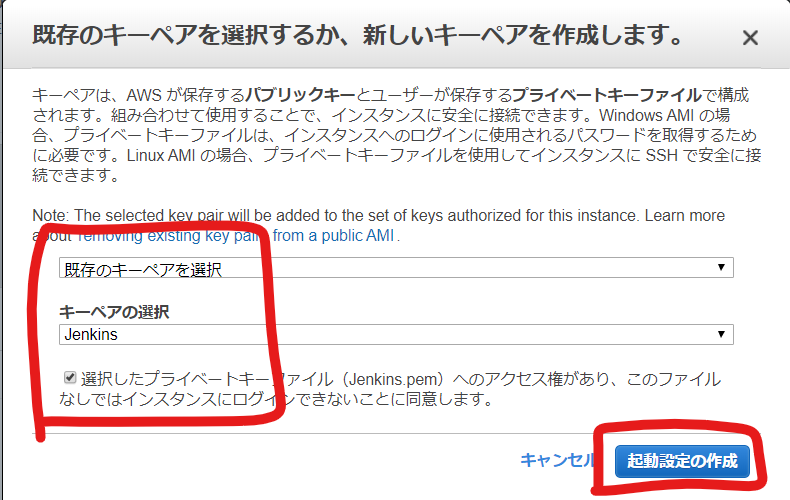 既存のキーペアを選択するか、新しいキーペアを作成します。
キーペアは、AWS が保存するパブリックキーとユーザーが保存するプライベートキーファイルで構成
されます。組み合わせて使用することで、インスタンスに安全に接続できます。Windows AMI の場
合、プライベートキーファイルは、インスタンスへのログインに使用されるパスワードを取得するため
に必要です。Linux AMI の場合、プライベートキーファイルを使用してインスタンスに SSH で安全に接
続できます。
Note: The selected key pair will be added to the set of keys authorized for this instance. Learn more
about removing existing key pairs from a public AMI .
既存のキーペアを選択
キーペアの選択
Jenkins
選択したプライベートキーファイル（Jenkins.pem）へのアクセス権があり、このファイル
なしではインスタンスにログインできないことに同意します。
キャンセル 起動設定の作成